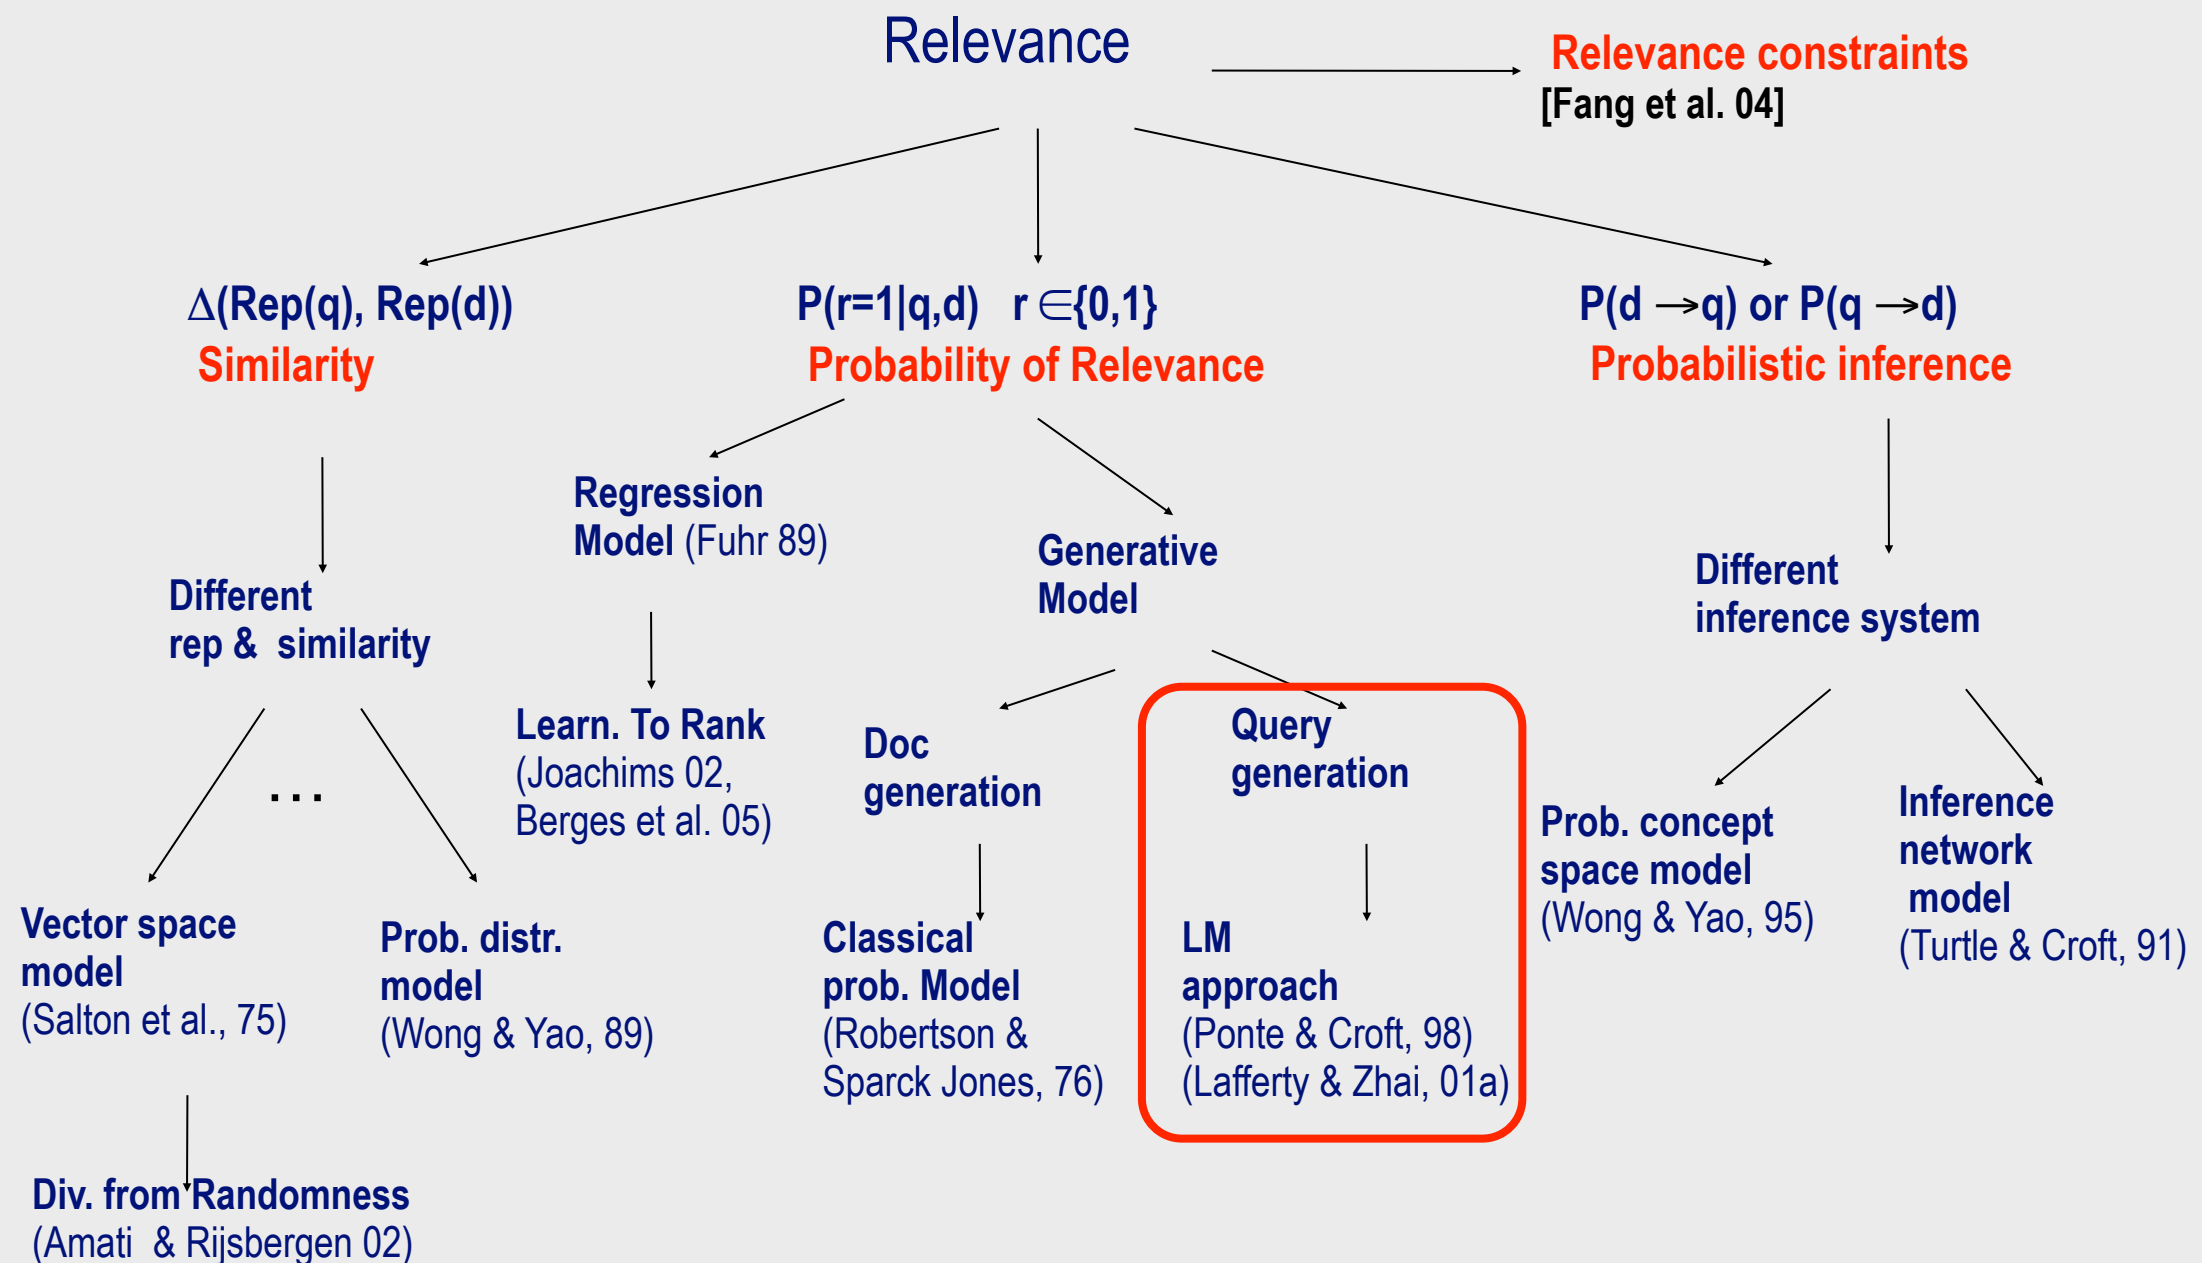 Relevance
Relevance constraints
[Fang et al. 04]
Δ(Rep(q), Rep(d))
Similarity
P(r=1|q,d) r ∈{0,1}
Probability of Relevance
P(d →q) or P(q →d)
Probabilistic inference
Regression
Model (Fuhr 89)
Generative
Model
Different
inference system
Different
rep & similarity
Learn. To Rank
(Joachims 02,
Berges et al. 05)
Doc
generation
Query
generation
Prob. concept
space model
(Wong & Yao, 95)
Inference
network
model
(Turtle & Croft, 91)
...
Vector space
model
(Salton et al., 75)
Prob. distr.
model
(Wong & Yao, 89)
Classical
prob. Model
(Robertson &
Sparck Jones, 76)
LM
approach
(Ponte & Croft, 98)
(Lafferty & Zhai, 01a)
Div. from Randomness
(Amati & Rijsbergen 02)